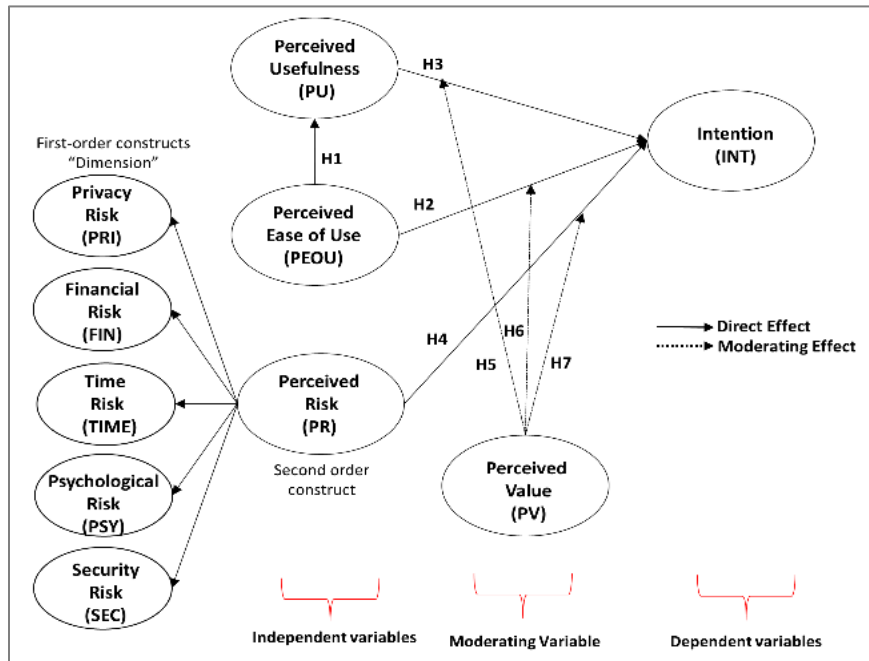 Perceived
Usefulness
(PU)
H3
Intention
(INT)
First-order constructs
“Dimension”
H1
Privacy
Risk
(PRI)
Perceived
Ease of Use
(PEOU)
H2
Financial
Risk
(FIN)
H4
H5
H6
H7
Direct Effect
Moderating Effect
Time
Risk
(TIME)
Perceived
Risk
(PR)
Second order
construct
Psychological
Risk
(PSY)
Perceived
Value
(PV)
Security
Risk
(SEC)
Independent variables
Moderating Variable
Dependent variables